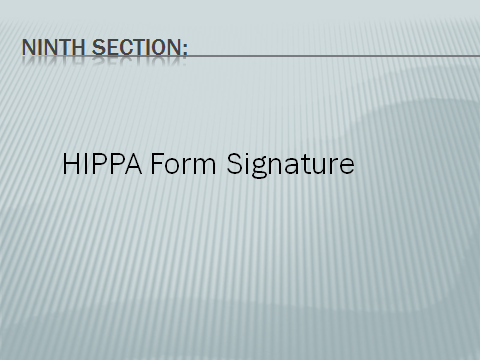 NINTH SECTION:
HIPPA Form Signature